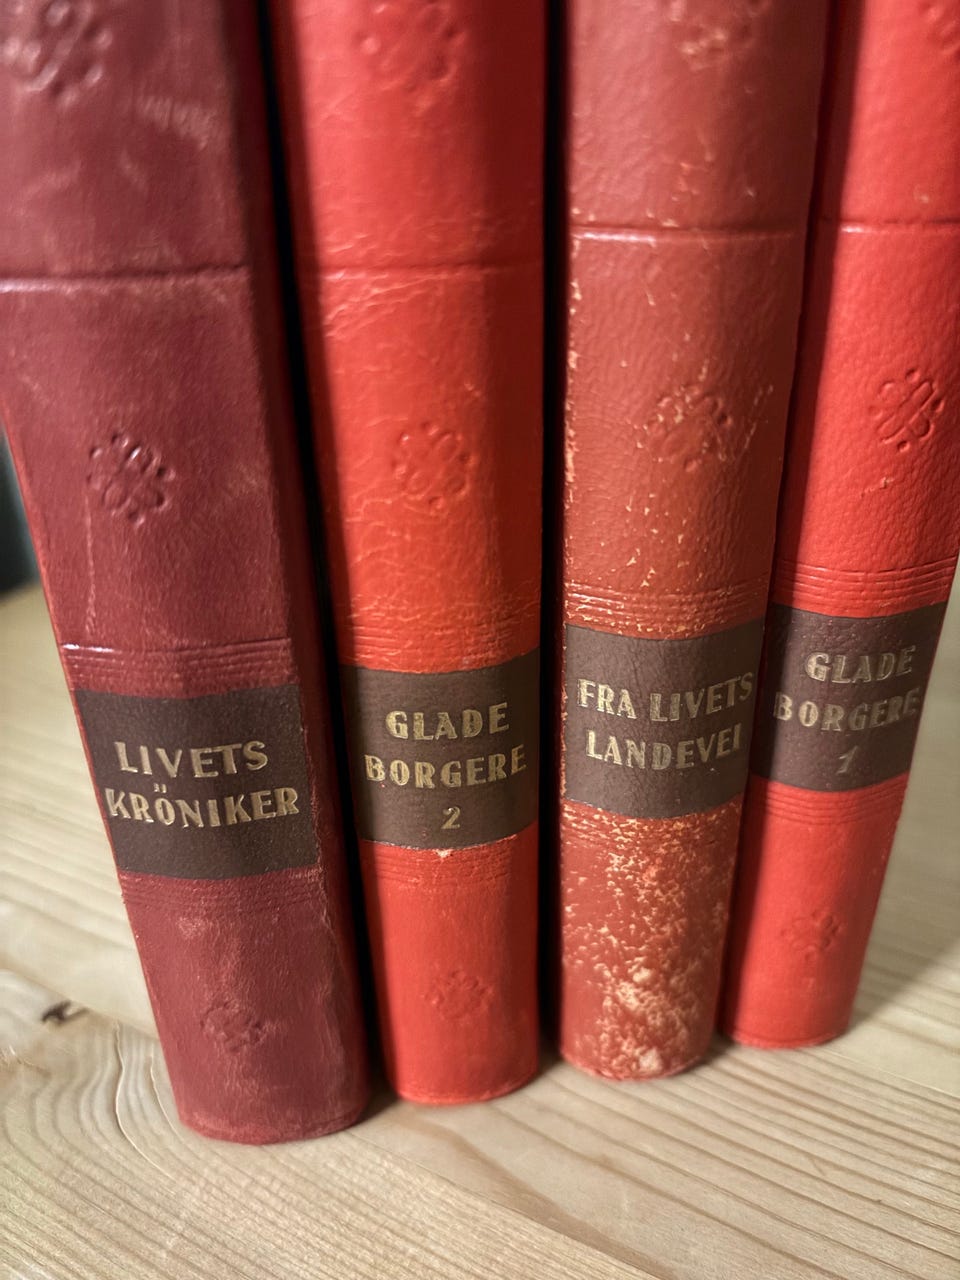 LIVETS
KRÖNIKER
GLADE
BORGERE
2
FRA LIVETS
LANDEVEI
GLADE
BORGERE
1